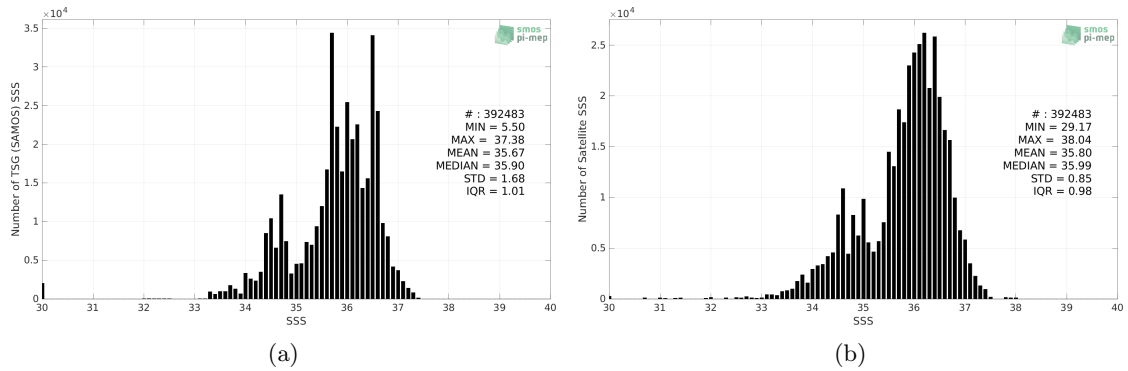 ×10⁴
smos
pi-mep
3.5
3
2.5
2
1.5
1
0.5
0
Number of TSG (SAMOS) SSS
# : 392483
MIN = 5.50
MAX = 37.38
MEAN = 35.67
MEDIAN = 35.90
STD = 1.68
IQR = 1.01
30 31 32 33 34 35 36 37 38 39 40
SSS
(a)
×10⁴
smos
pi-mep
2.5
2
1.5
1
0.5
0
Number of Satellite SSS
# : 392483
MIN = 29.17
MAX = 38.04
MEAN = 35.80
MEDIAN = 35.99
STD = 0.85
IQR = 0.98
30 31 32 33 34 35 36 37 38 39 40
SSS
(b)